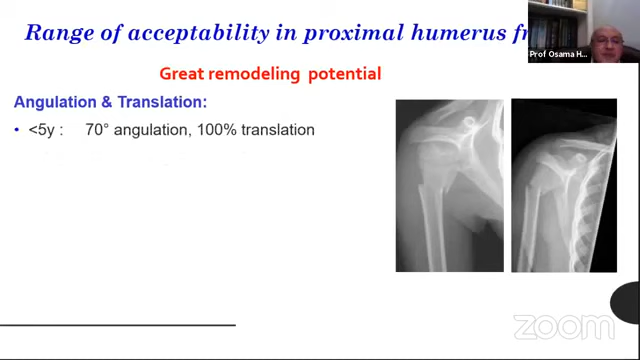 Range of acceptability in proximal humerus fr
Prof Osama H...
Great remodeling potential
Angulation & Translation:
• <5y : 70° angulation, 100% translation
zoom